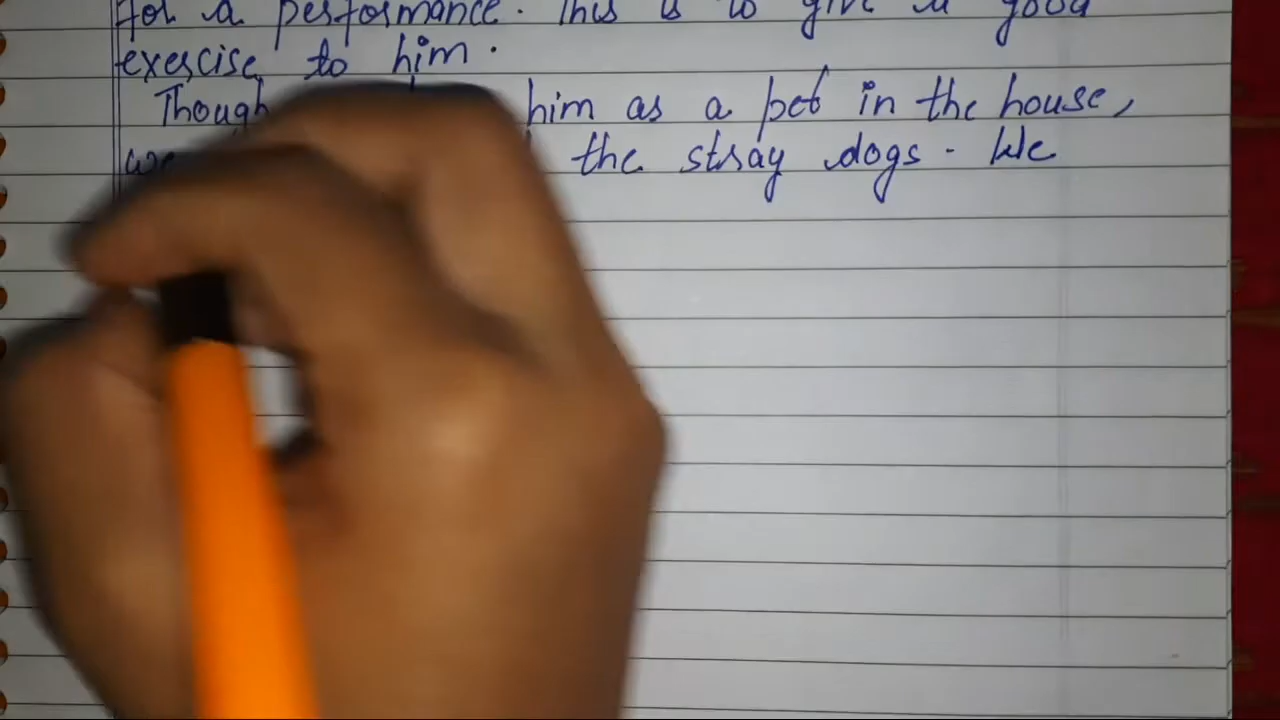 for a performance. This is to give a good
exercise to him.
Though him as a pet in the house,
we the stray dogs. We